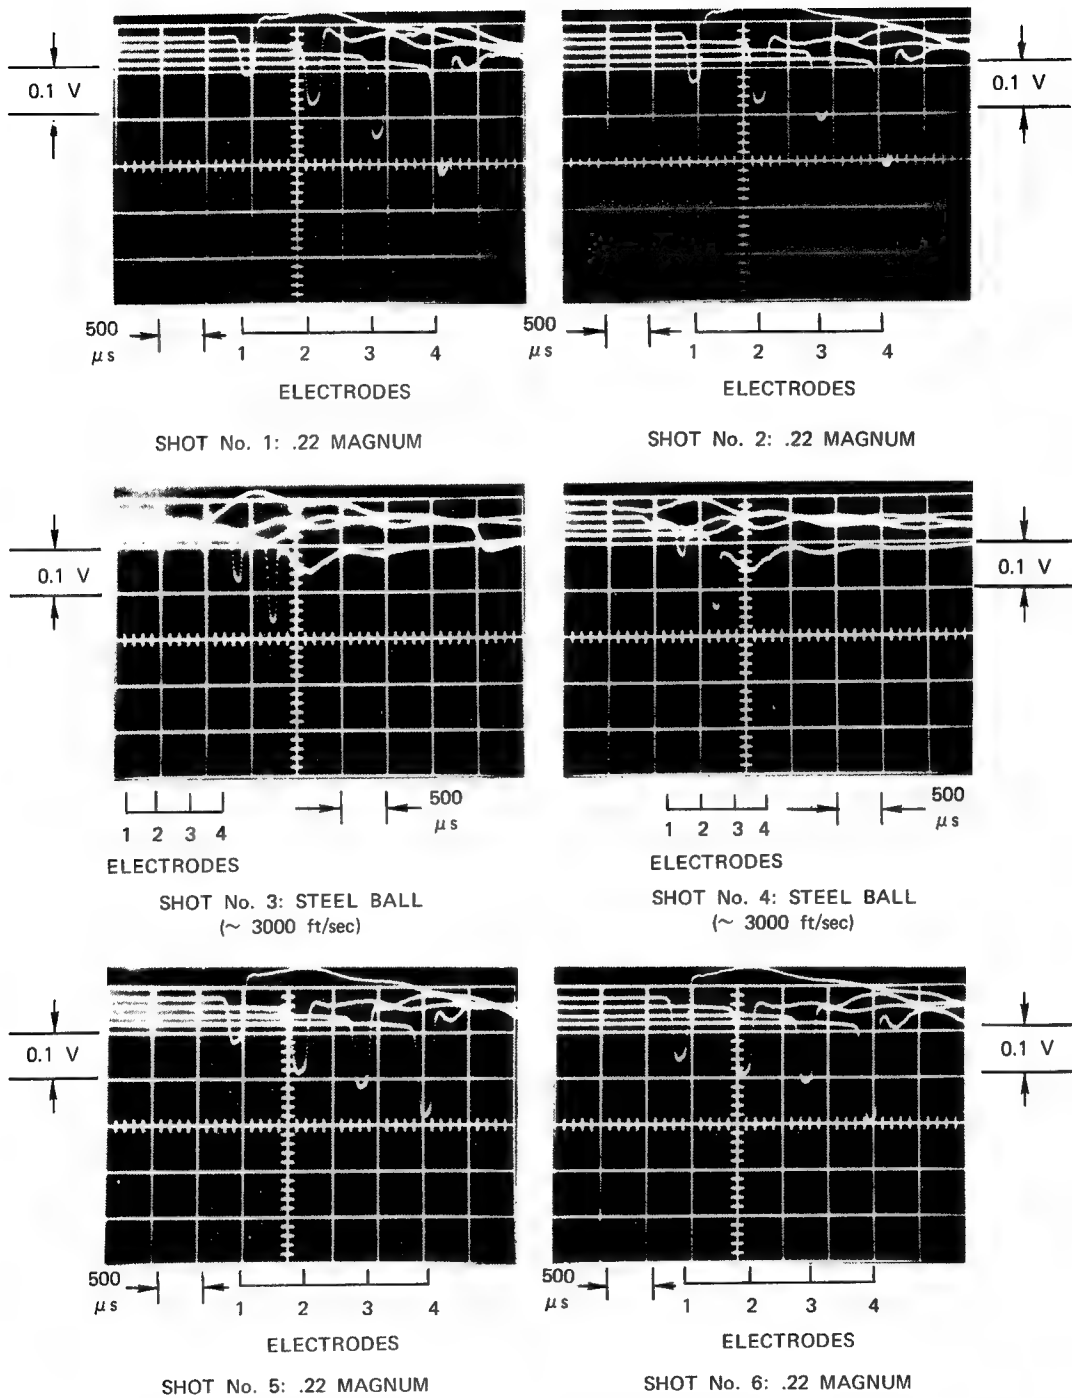 0.1 V
0.1 V
500
μs
1 2 3 4
ELECTRODES
SHOT No. 1: .22 MAGNUM
500
μs
1 2 3 4
ELECTRODES
SHOT No. 2: .22 MAGNUM
0.1 V
0.1 V
1 2 3 4
500
μs
ELECTRODES
SHOT No. 3: STEEL BALL
(~ 3000 ft/sec)
1 2 3 4
500
μs
ELECTRODES
SHOT No. 4: STEEL BALL
(~ 3000 ft/sec)
0.1 V
0.1 V
500
μs
1 2 3 4
ELECTRODES
SHOT No. 5: .22 MAGNUM
500
μs
1 2 3 4
ELECTRODES
SHOT No. 6: .22 MAGNUM